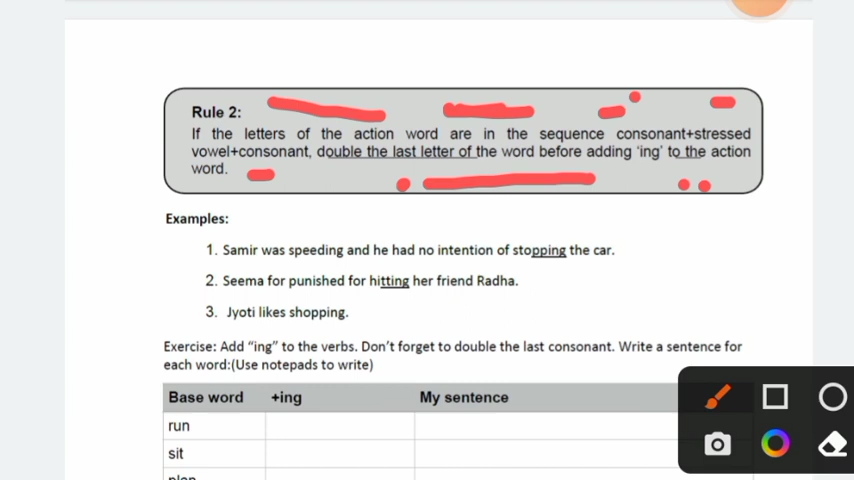 Rule 2:
If the letters of the action word are in the sequence consonant+stressed
vowel+consonant, double the last letter of the word before adding ‘ing’ to the action
word.
Examples:
1. Samir was speeding and he had no intention of stopping the car.
2. Seema for punished for hitting her friend Radha.
3. Jyoti likes shopping.
Exercise: Add “ing” to the verbs. Don’t forget to double the last consonant. Write a sentence for
each word:(Use notepads to write)
Base word +ing My sentence
run
sit